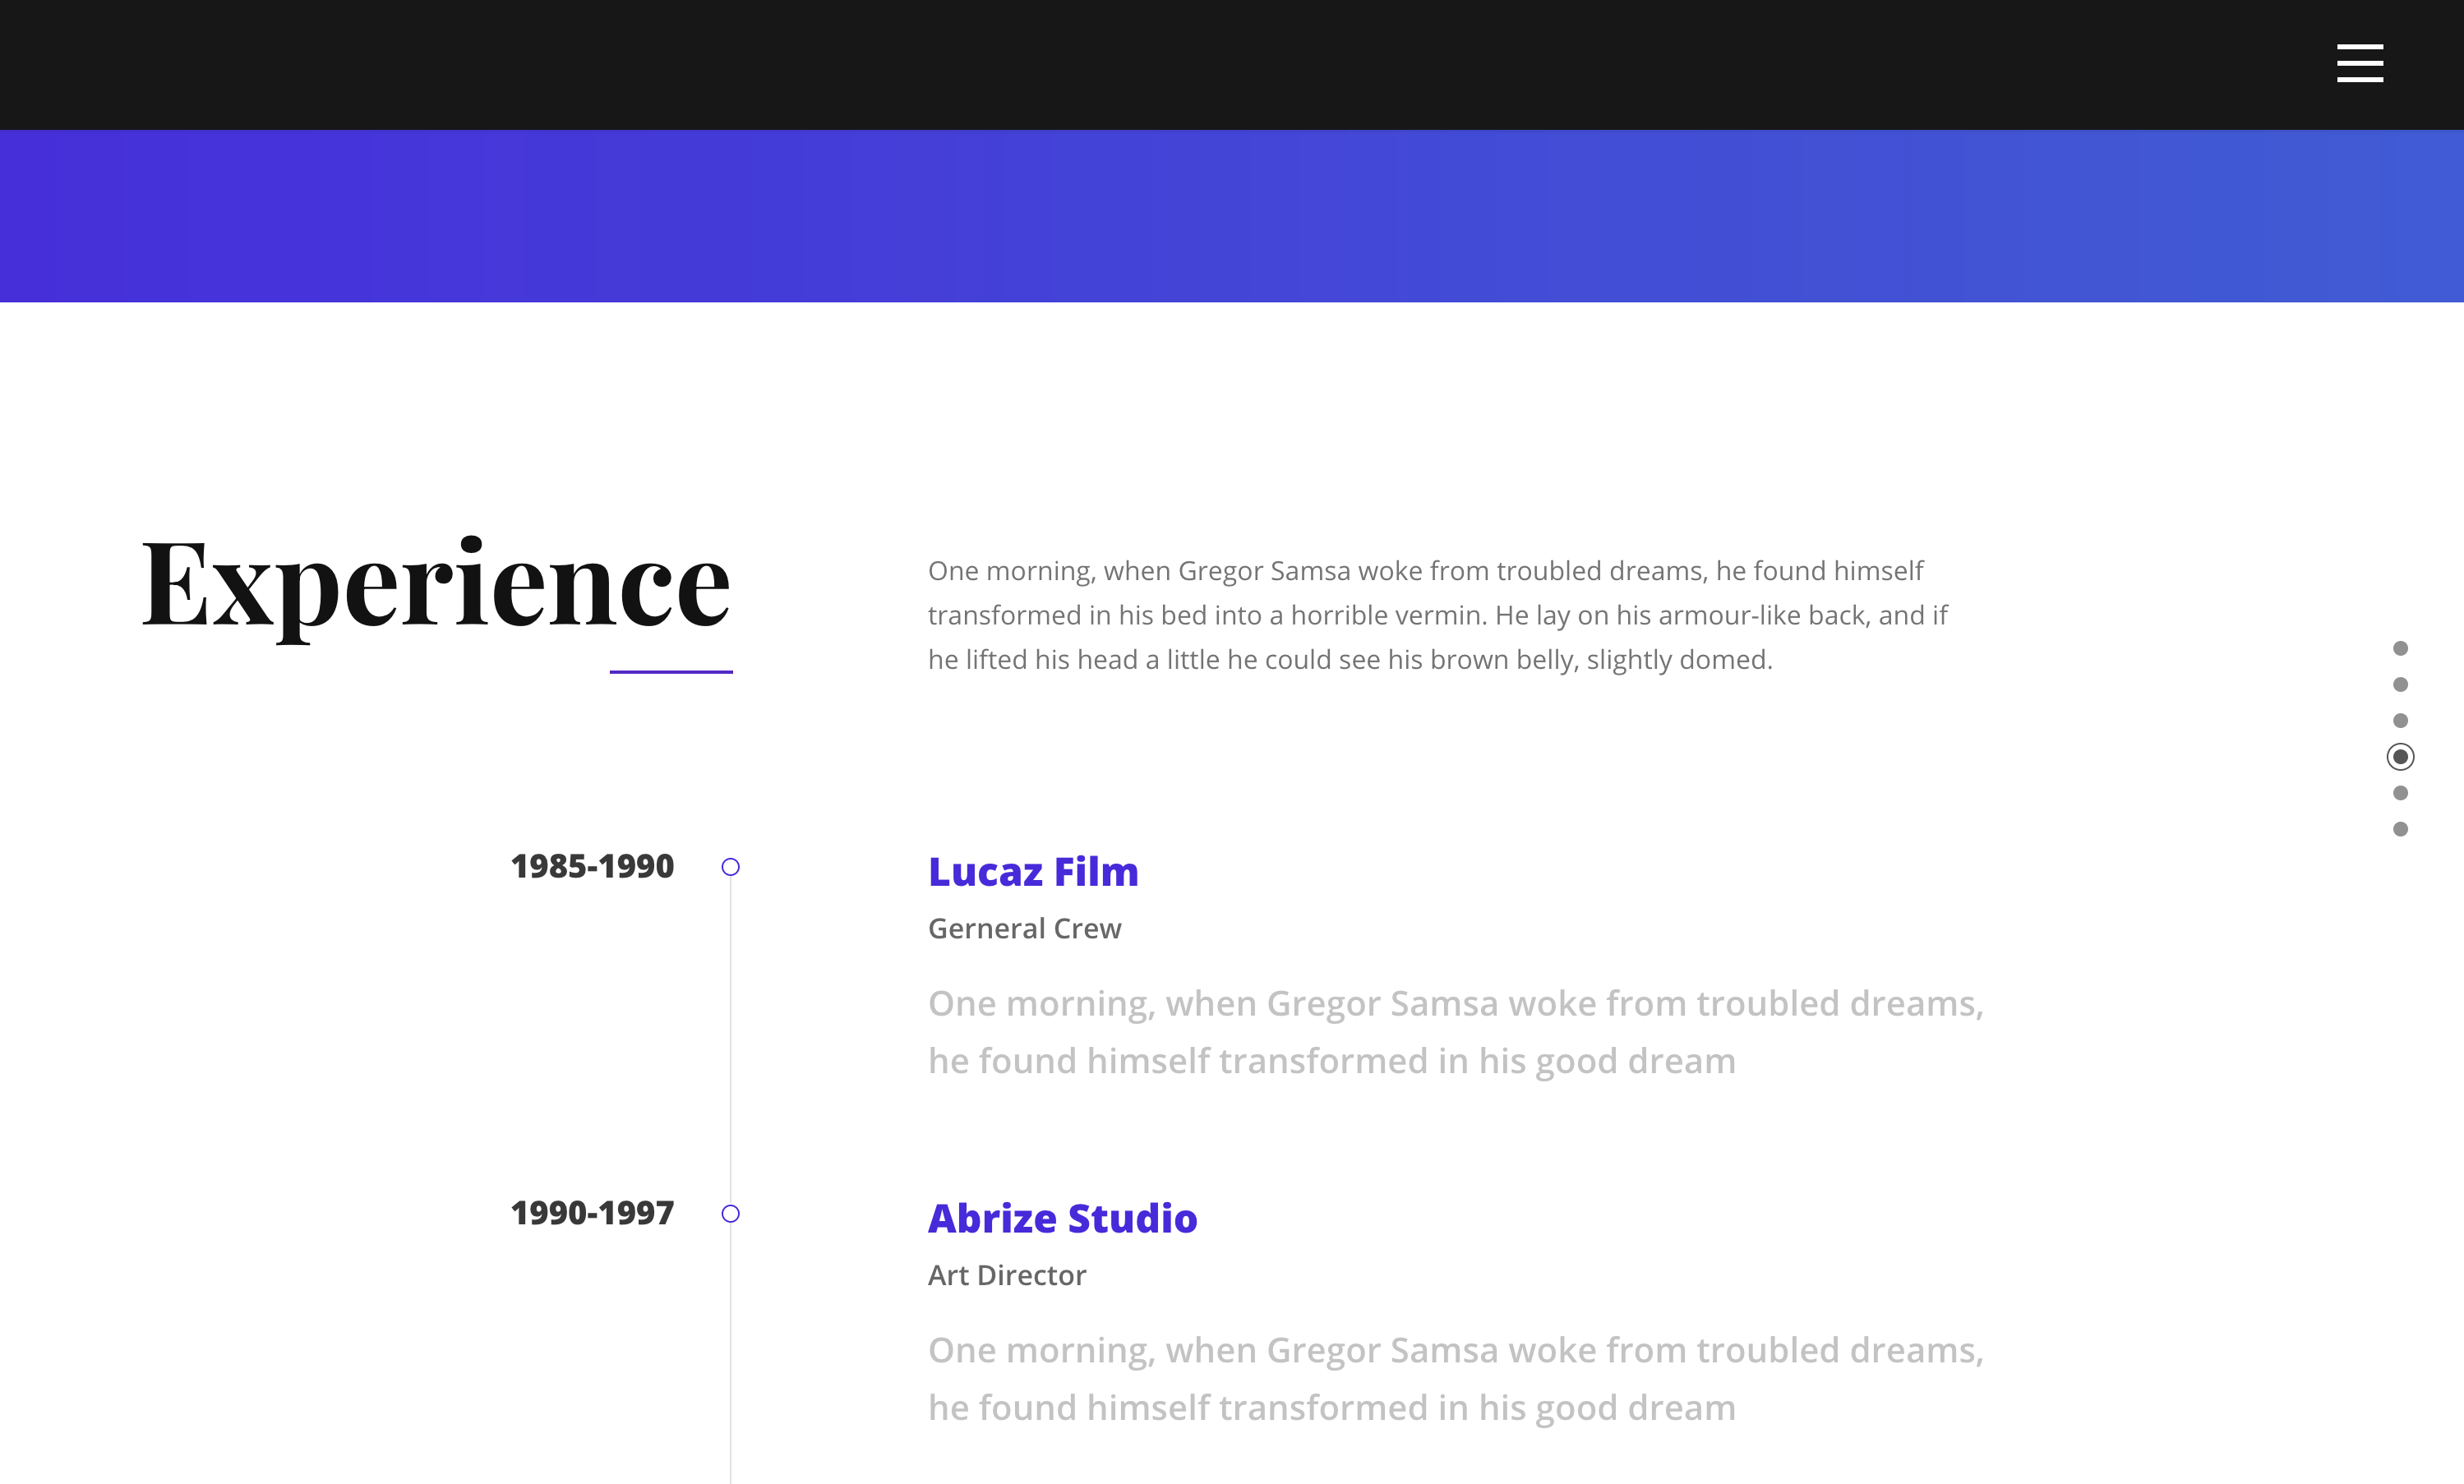 Experience
One morning, when Gregor Samsa woke from troubled dreams, he found himself
transformed in his bed into a horrible vermin. He lay on his armour-like back, and if
he lifted his head a little he could see his brown belly, slightly domed.
1985-1990
Lucaz Film
Gerneral Crew
One morning, when Gregor Samsa woke from troubled dreams,
he found himself transformed in his good dream
1990-1997
Abrize Studio
Art Director
One morning, when Gregor Samsa woke from troubled dreams,
he found himself transformed in his good dream